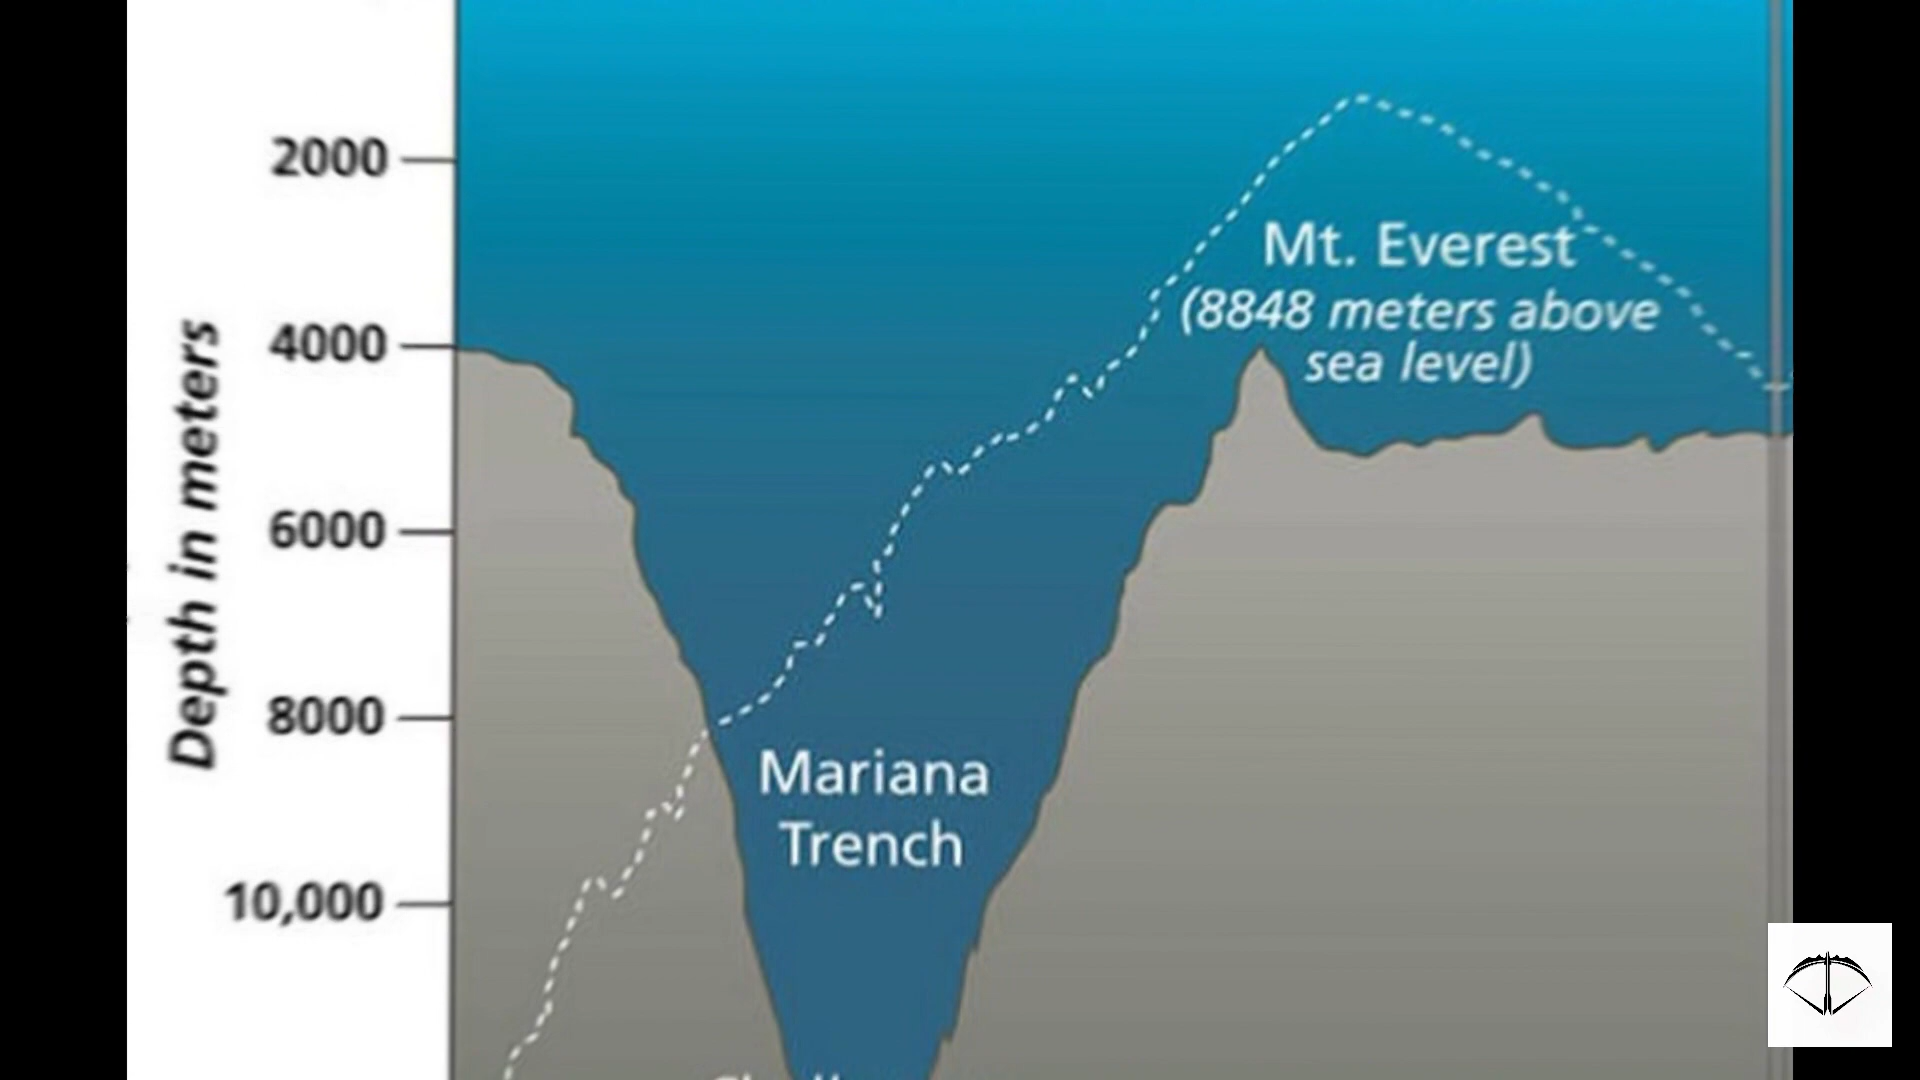 2000
4000
6000
8000
10,000
Depth in meters
Mt. Everest
(8848 meters above
sea level)
Mariana
Trench